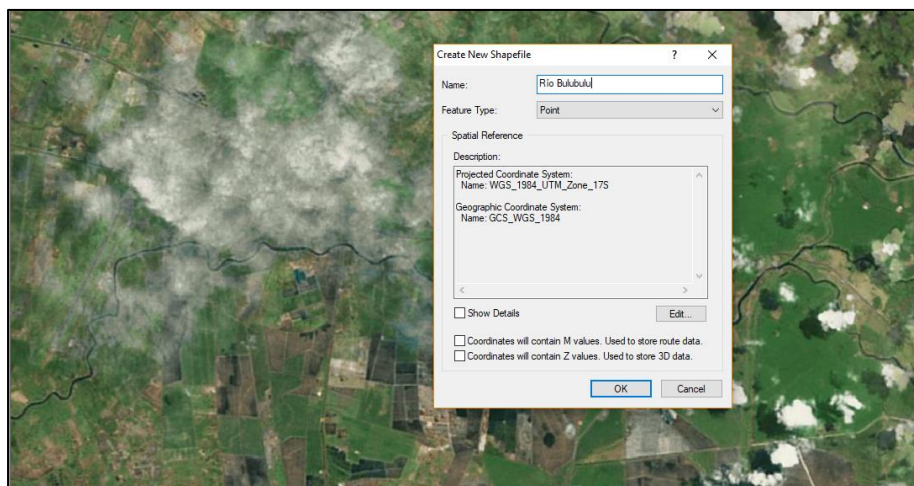 Create New Shapefile ? X
Name: Río Bulubulu
Feature Type: Point
Spatial Reference
Description:
Projected Coordinate System:
Name: WGS_1984_UTM_Zone_17S
Geographic Coordinate System:
Name: GCS_WGS_1984
Show Details Edit...
Coordinates will contain M values. Used to store route data.
Coordinates will contain Z values. Used to store 3D data.
OK Cancel